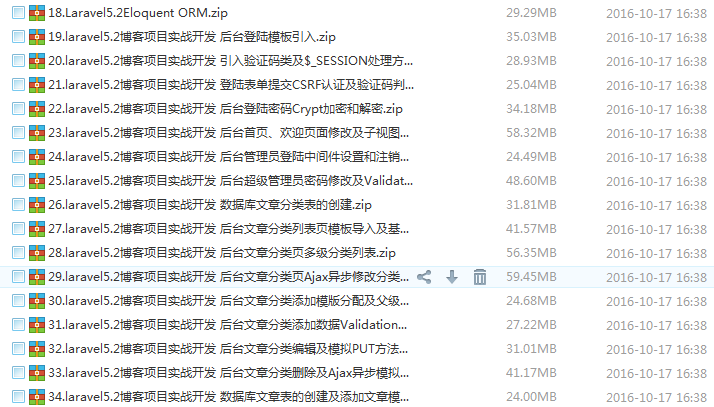 18.Laravel5.2Eloquent ORM.zip 29.29MB 2016-10-17 16:38
19.laravel5.2博客项目实战开发 后台登陆模板引入.zip 35.03MB 2016-10-17 16:38
20.laravel5.2博客项目实战开发 引入验证码类及$_SESSION处理方... 28.93MB 2016-10-17 16:38
21.laravel5.2博客项目实战开发 登陆表单提交CSRF认证及验证码判... 25.04MB 2016-10-17 16:38
22.laravel5.2博客项目实战开发 后台登陆密码Crypt加密和解密.zip 34.18MB 2016-10-17 16:38
23.laravel5.2博客项目实战开发 后台首页、欢迎页面修改及子视图... 58.32MB 2016-10-17 16:38
24.laravel5.2博客项目实战开发 后台管理员登陆中间件设置和注销... 24.49MB 2016-10-17 16:38
25.laravel5.2博客项目实战开发 后台超级管理员密码修改及Validat... 48.60MB 2016-10-17 16:38
26.laravel5.2博客项目实战开发 数据库文章分类表的创建.zip 31.81MB 2016-10-17 16:38
27.laravel5.2博客项目实战开发 后台文章分类列表页模板导入及基... 41.57MB 2016-10-17 16:38
28.laravel5.2博客项目实战开发 后台文章分类页多级分类列表.zip 56.35MB 2016-10-17 16:38
29.laravel5.2博客项目实战开发 后台文章分类页Ajax异步修改分类... 59.45MB 2016-10-17 16:38
30.laravel5.2博客项目实战开发 后台文章分类添加模版分配及父级... 24.68MB 2016-10-17 16:38
31.laravel5.2博客项目实战开发 后台文章分类添加数据Validation... 27.22MB 2016-10-17 16:38
32.laravel5.2博客项目实战开发 后台文章分类编辑及模拟PUT方法... 31.01MB 2016-10-17 16:38
33.laravel5.2博客项目实战开发 后台文章分类删除及Ajax异步模拟... 41.17MB 2016-10-17 16:38
34.laravel5.2博客项目实战开发 数据库文章表的创建及添加文章模... 24.00MB 2016-10-17 16:38